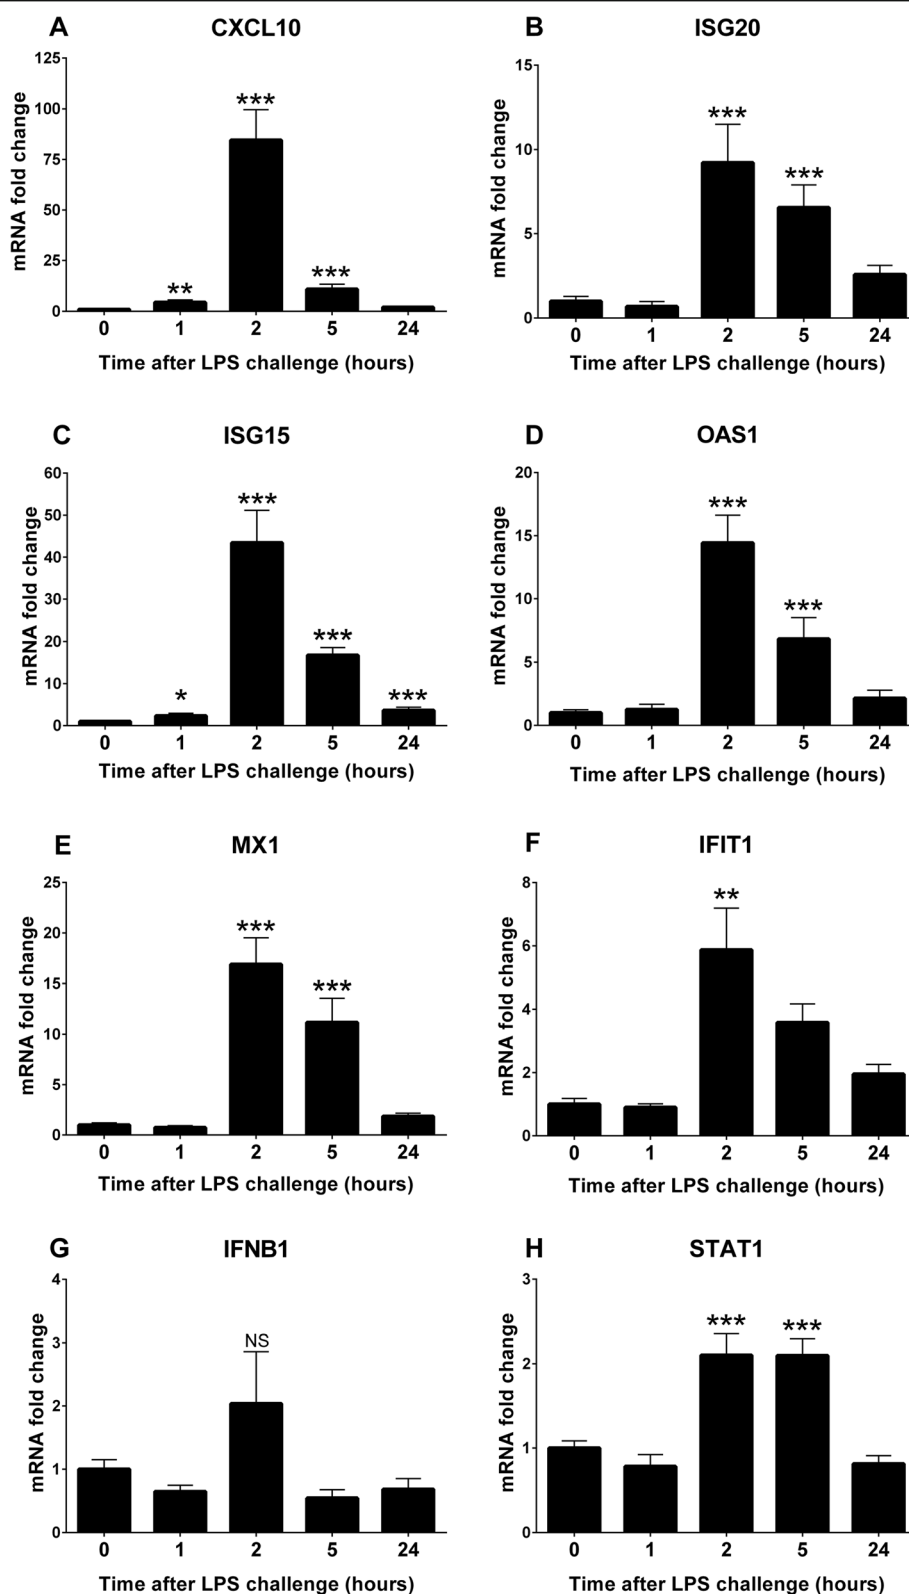 A CXCL10
125
100
75
50
25
0
mRNA fold change
**
***
***
0 1 2 5 24
Time after LPS challenge (hours)
B ISG20
15
10
5
0
mRNA fold change
***
***
0 1 2 5 24
Time after LPS challenge (hours)
C ISG15
60
50
40
30
20
10
0
mRNA fold change
*
***
***
***
0 1 2 5 24
Time after LPS challenge (hours)
D OAS1
20
15
10
5
0
mRNA fold change
***
***
0 1 2 5 24
Time after LPS challenge (hours)
E MX1
25
20
15
10
5
0
mRNA fold change
***
***
0 1 2 5 24
Time after LPS challenge (hours)
F IFIT1
8
6
4
2
0
mRNA fold change
**
0 1 2 5 24
Time after LPS challenge (hours)
G IFNB1
4
3
2
1
0
mRNA fold change
NS
0 1 2 5 24
Time after LPS challenge (hours)
H STAT1
3
2
1
0
mRNA fold change
***
***
0 1 2 5 24
Time after LPS challenge (hours)